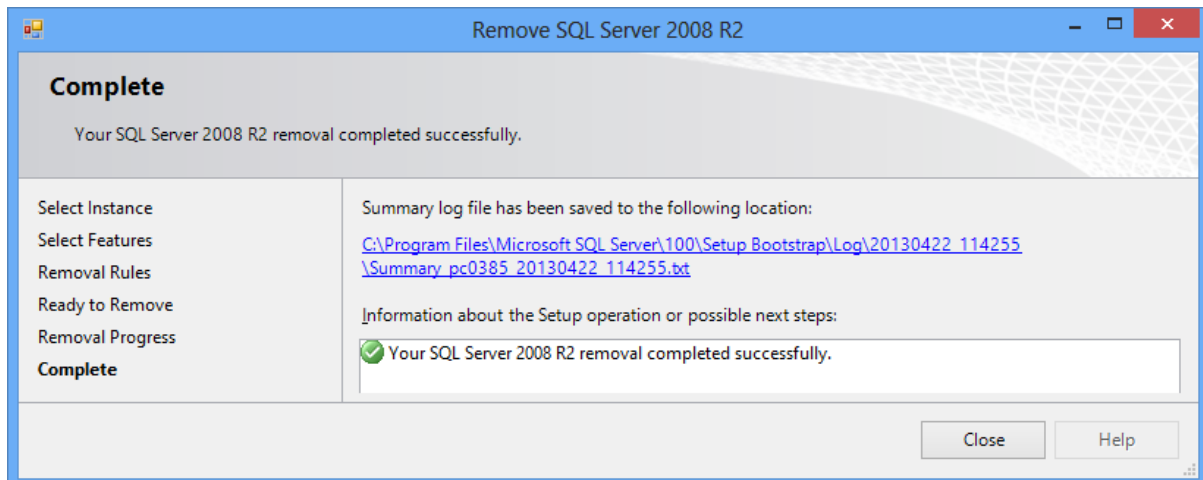 Remove SQL Server 2008 R2
Complete
Your SQL Server 2008 R2 removal completed successfully.
Select Instance
Select Features
Removal Rules
Ready to Remove
Removal Progress
Complete
Summary log file has been saved to the following location:
C:\Program Files\Microsoft SQL Server\100\Setup Bootstrap\Log\20130422_114255
\Summary_pc0385_20130422_114255.txt
Information about the Setup operation or possible next steps:
Your SQL Server 2008 R2 removal completed successfully.
Close
Help